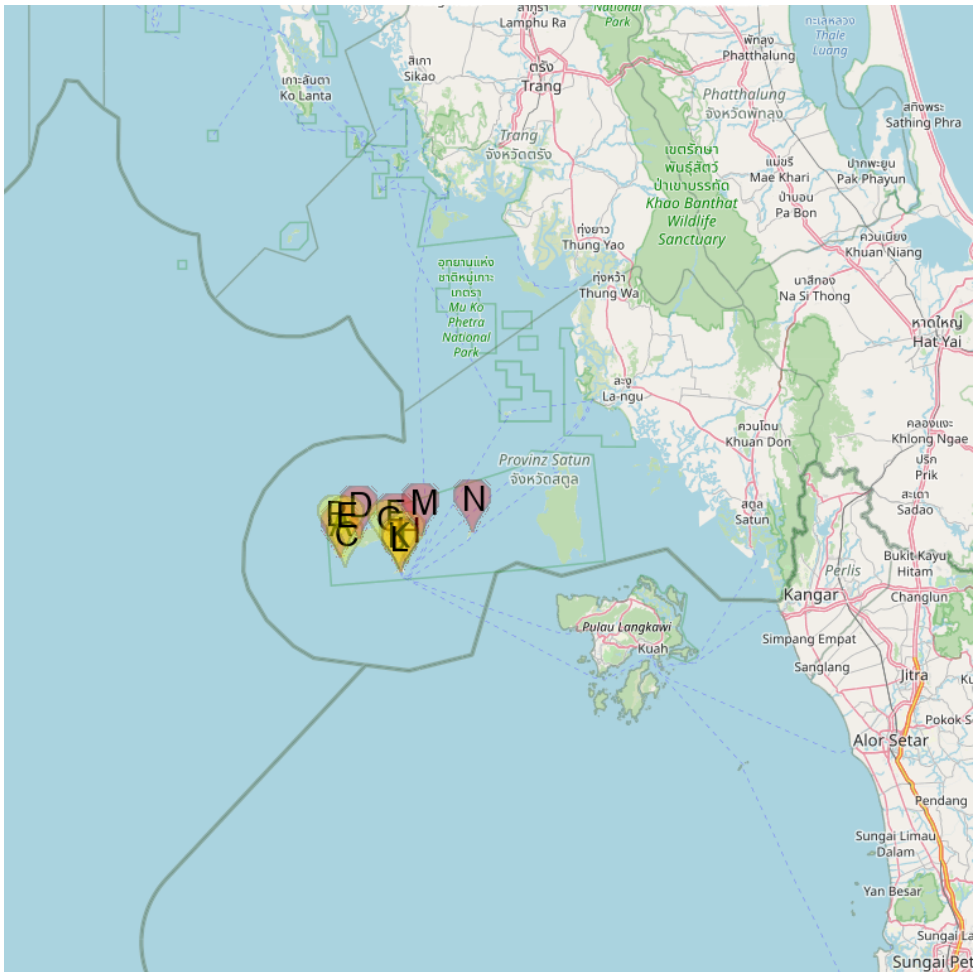 ลำภูรา
Lamphu Ra
National
Park
ทะเลหลวง
Thale
Luang
พัทลุง
Phatthalung
สิเกา
Sikao
ตรัง
Trang
เกาะลันตา
Ko Lanta
Phatthalung
จังหวัดพัทลุง
สทิงพระ
Sathing Phra
Trang
จังหวัดตรัง
เขตรักษา
พันธุ์สัตว์
ป่าเขาบรรทัด
Khao Banthat
Wildlife
Sanctuary
แม่ขรี
Mae Khari
ปากพะยูน
Pak Phayun
ป่าบอน
Pa Bon
ทุ่งยาว
Thung Yao
ควนเนียง
Khuan Niang
อุทยานแห่ง
ชาติหมู่เกาะ
เภตรา
Mu Ko
Phetra
National
Park
ทุ่งหว้า
Thung Wa
นาสีทอง
Na Si Thong
หาดใหญ่
Hat Yai
ละงู
La-ngu
ควนโดน
Khuan Don
คลองแงะ
Khlong Ngae
ปริก
Prik
Provinz Satun
จังหวัดสตูล
สะเดา
Sadao
สตูล
Satun
D
E
C
C
M
N
L
Bukit Kayu
Hitam
Perlis
Kangar
Changlun
Pulau Langkawi
Kuah
Simpang Empat
Sanglang
Jitra
Pokok S
Alor Setar
Pendang
Sungai Limau
Dalam
Yan Besar
Sungai La
Sungai Pet